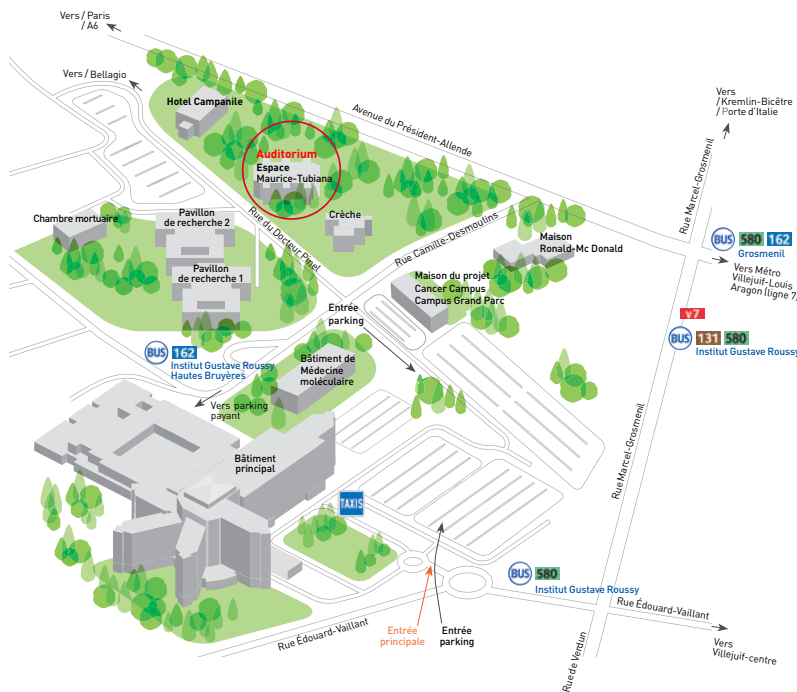 Vers / Paris
/ A6
Vers / Bellagio
Hotel Campanile
Avenue du Président-Allende
Vers
/ Kremlin-Bicêtre
/ Porte d'Italie
Auditorium
Espace
Maurice-Tubiana
Rue Marcel-Grosmenil
Chambre mortuaire
Pavillon
de recherche 2
Crèche
Rue du Docteur Pinel
Rue Camille-Desmoulins
Maison
Ronald-Mc Donald
BUS 580 162
Grosmenil
Vers Métro
Villejuif-Louis
Aragon (ligne 7)
Pavillon
de recherche 1
Maison du projet
Cancer Campus
Campus Grand Parc
Entrée
parking
v7
BUS 131 580
Institut Gustave Roussy
BUS 162
Institut Gustave Roussy
Hautes Bruyères
Bâtiment de
Médecine
moléculaire
Vers parking
payant
Bâtiment
principal
Rue Marcel-Grosmenil
TAXIS
BUS 580
Institut Gustave Roussy
Rue Édouard-Vaillant
Rue Édouard-Vaillant
Entrée
principale
Entrée
parking
Vers
Villejuif-centre
Rue de Verdun